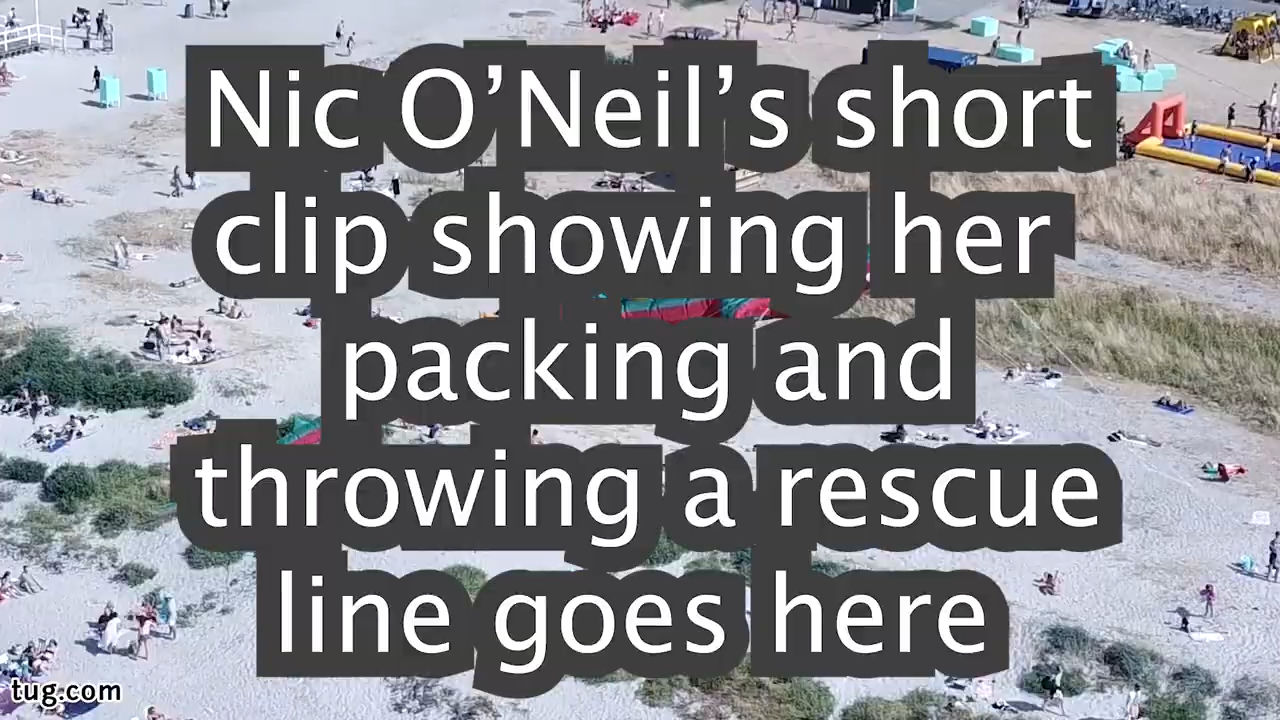 Nic O’Neil’s short
clip showing her
packing and
throwing a rescue
line goes here
tug.com